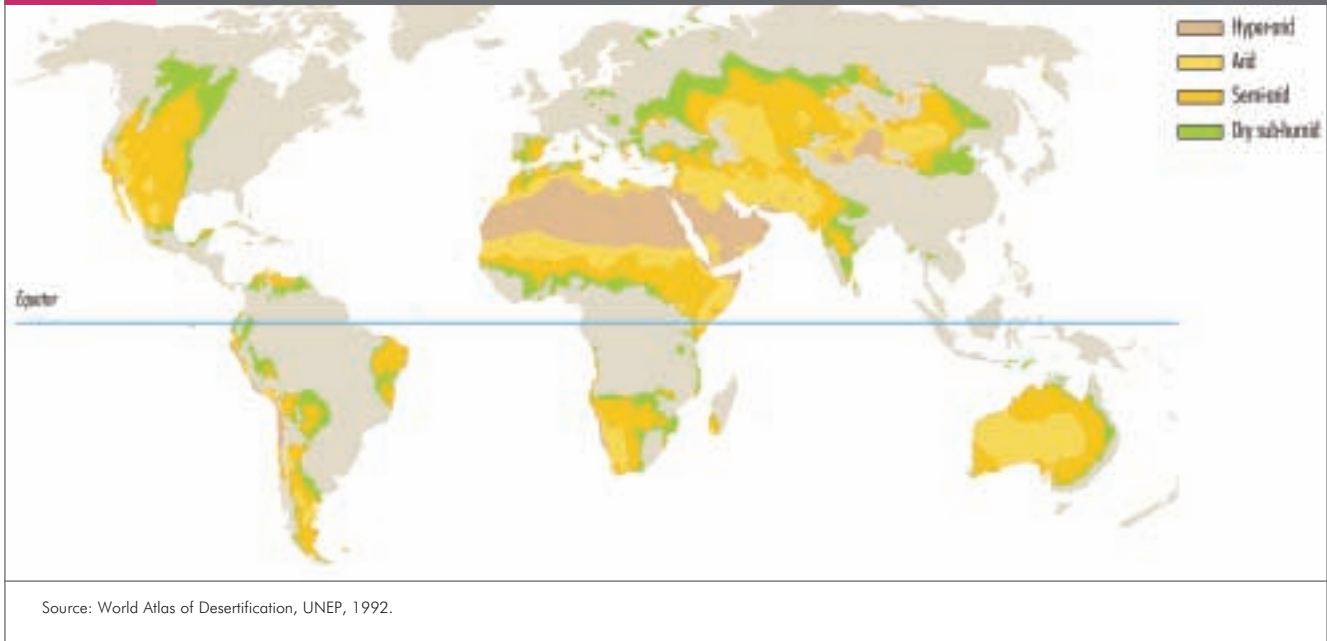 Hyper-arid
Arid
Semi-arid
Dry sub-humid
Equator
Source: World Atlas of Desertification, UNEP, 1992.